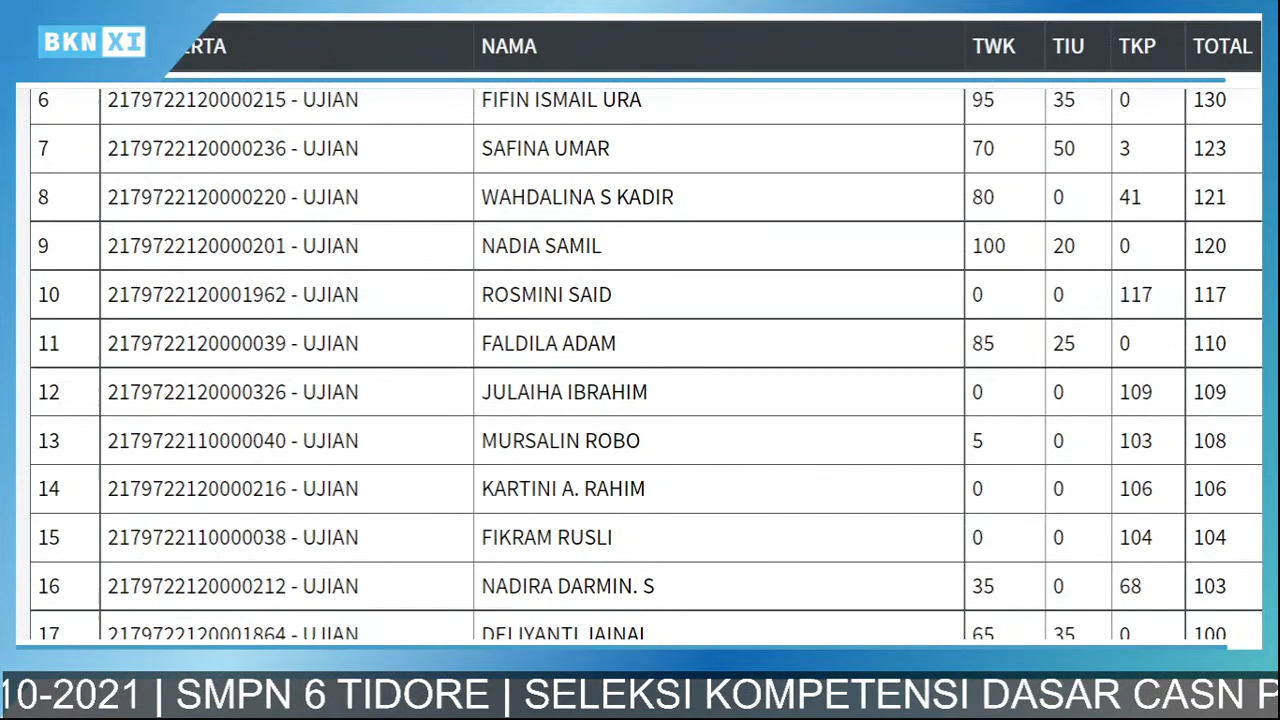 BKN XI
ERTA NAMA TWK TIU TKP TOTAL
6 2179722120000215 - UJIAN FIFIN ISMAIL URA 95 35 0 130
7 2179722120000236 - UJIAN SAFINA UMAR 70 50 3 123
8 2179722120000220 - UJIAN WAHDALINA S KADIR 80 0 41 121
9 2179722120000201 - UJIAN NADIA SAMIL 100 20 0 120
10 2179722120001962 - UJIAN ROSMINI SAID 0 0 117 117
11 2179722120000039 - UJIAN FALDILA ADAM 85 25 0 110
12 2179722120000326 - UJIAN JULAIHA IBRAHIM 0 0 109 109
13 2179722110000040 - UJIAN MURSALIN ROBO 5 0 103 108
14 2179722120000216 - UJIAN KARTINI A. RAHIM 0 0 106 106
15 2179722110000038 - UJIAN FIKRAM RUSLI 0 0 104 104
16 2179722120000212 - UJIAN NADIRA DARMIN. S 35 0 68 103
17 2179722120001864 - UJIAN DELIYANTI JAINAL 65 35 0 100
10-2021 | SMPN 6 TIDORE | SELEKSI KOMPETENSI DASAR CASN P